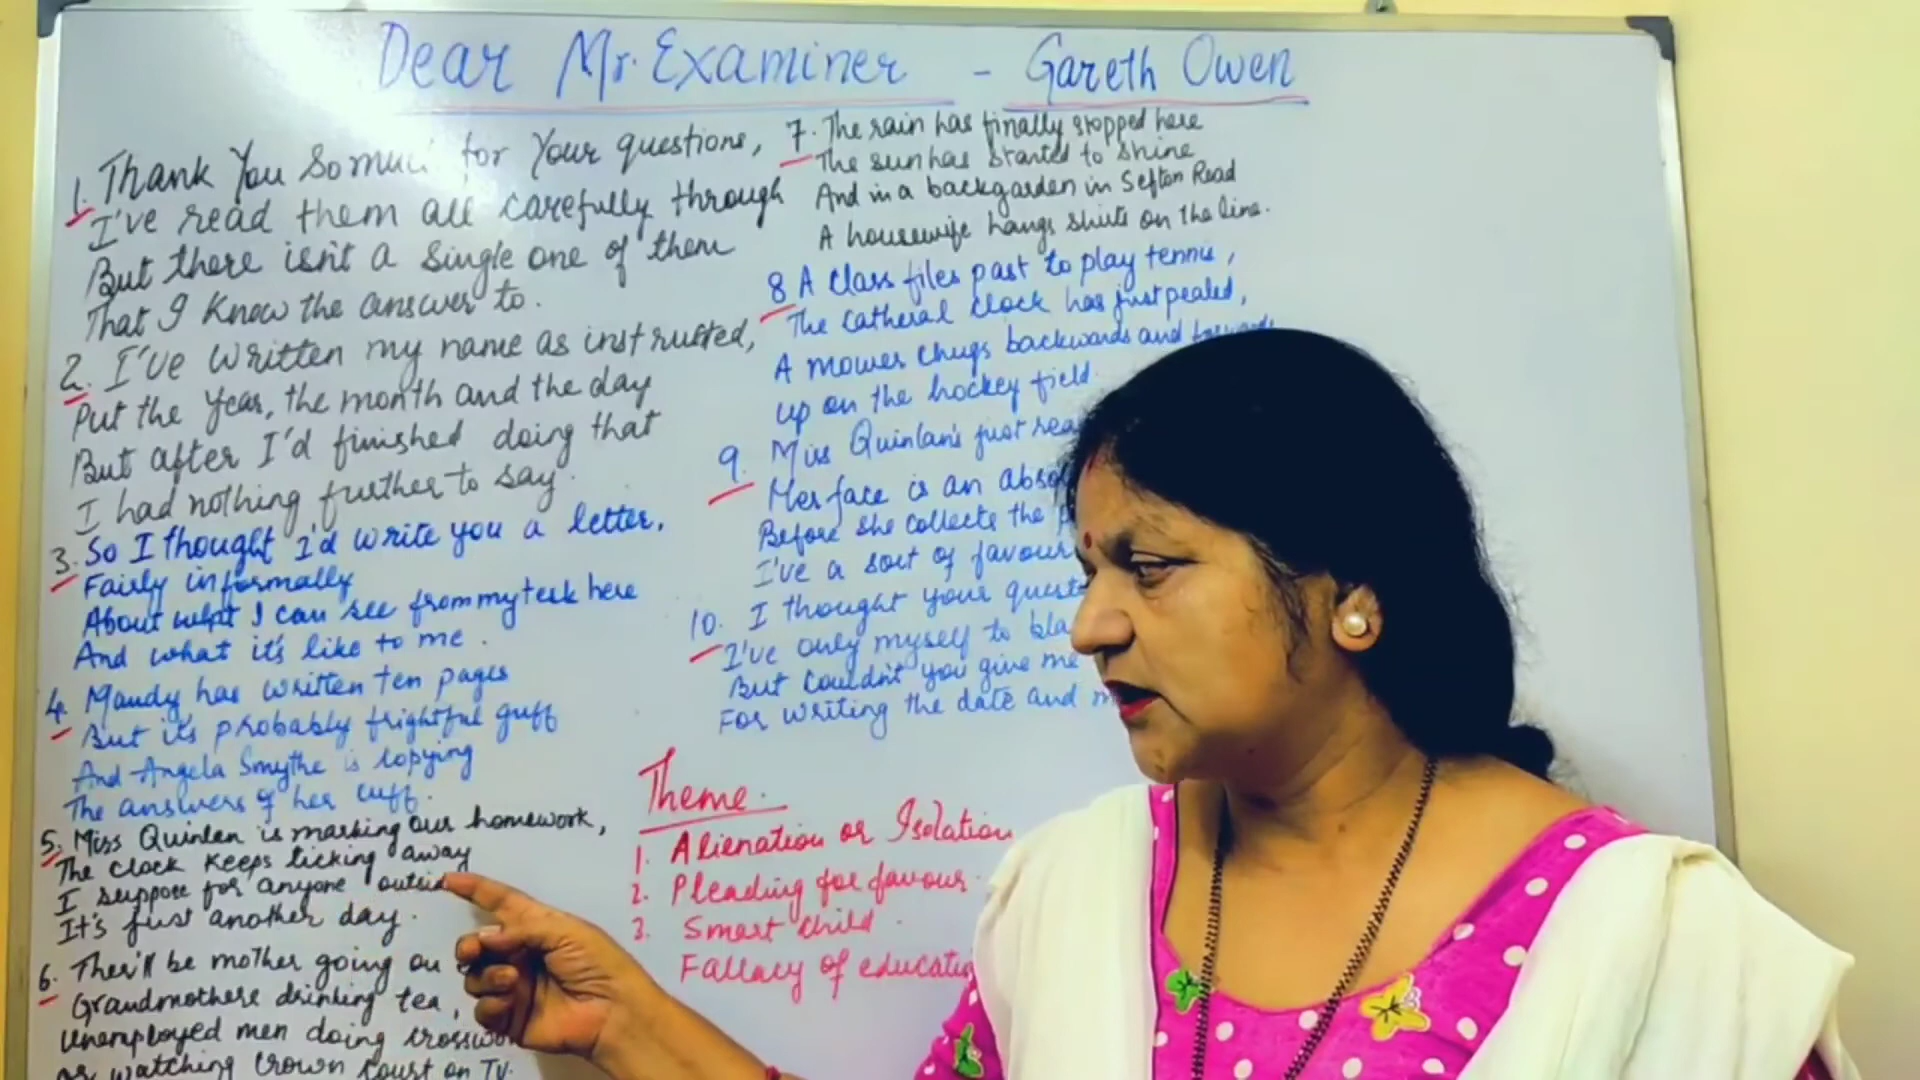 Dear Mr. Examiner - Gareth Owen
1. Thank You So much for Your questions,
I've read them all carefully through
But there isn't a single one of them
That I know the answer to.
2. I've written my name as instructed,
Put the Year, the month and the day
But after I'd finished doing that
I had nothing further to say.
3. So I thought I'd write you a letter.
Fairly informally
About what I can see from my desk here
And what it's like to me.
4. Mandy has written ten pages
But it's probably frightful guff
And Angela Smythe is copying
The answers of her cuff.
5. Miss Quinlan is marking our homework,
The clock keeps ticking away
I suppose for anyone outside
It's just another day.
6. Ther'll be mother going on
Grandmothers drinking tea,
Unemployed men doing
or watching Crown Court on TV.
7. The rain has finally stopped here
The sun has started to shine
And in a backgarden in Sefton Road
A housewife hangs shirts on the line.
8 A class files past to play tennis,
The catheral clock has just pealed,
A mower chugs backwards and forwards
up on the hockey field.
9. Miss Quinlan's just
Her face is an
Before she collects the
I've a sort of favour
10. I thought your
I've only myself to
But couldn't you give me
For writing the date and
Theme.
1. Alienation or Isolation
2. Pleading for favour.
3. Smart child.
Fallacy of